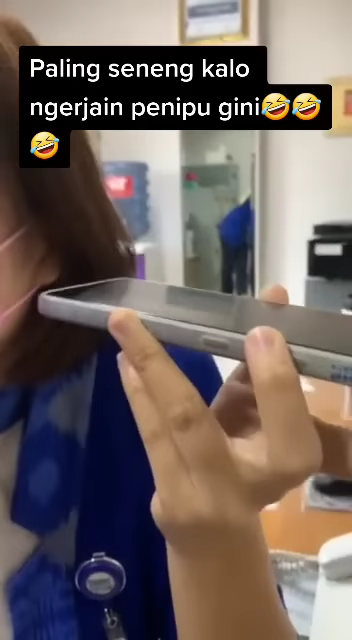 Paling seneng kalo
ngerjain penipu gini🤣🤣
🤣